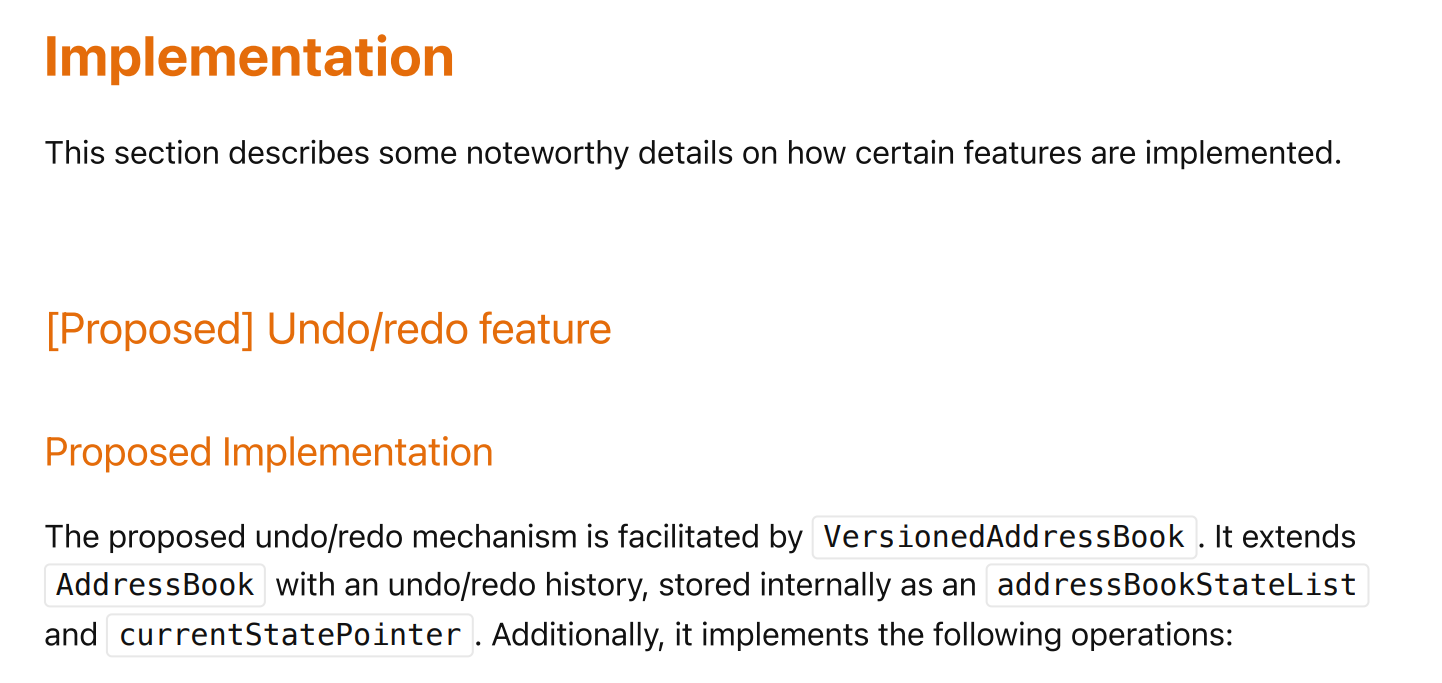 Implementation
This section describes some noteworthy details on how certain features are implemented.
[Proposed] Undo/redo feature
Proposed Implementation
The proposed undo/redo mechanism is facilitated by VersionedAddressBook. It extends
AddressBook with an undo/redo history, stored internally as an addressBookStateList
and currentStatePointer. Additionally, it implements the following operations: